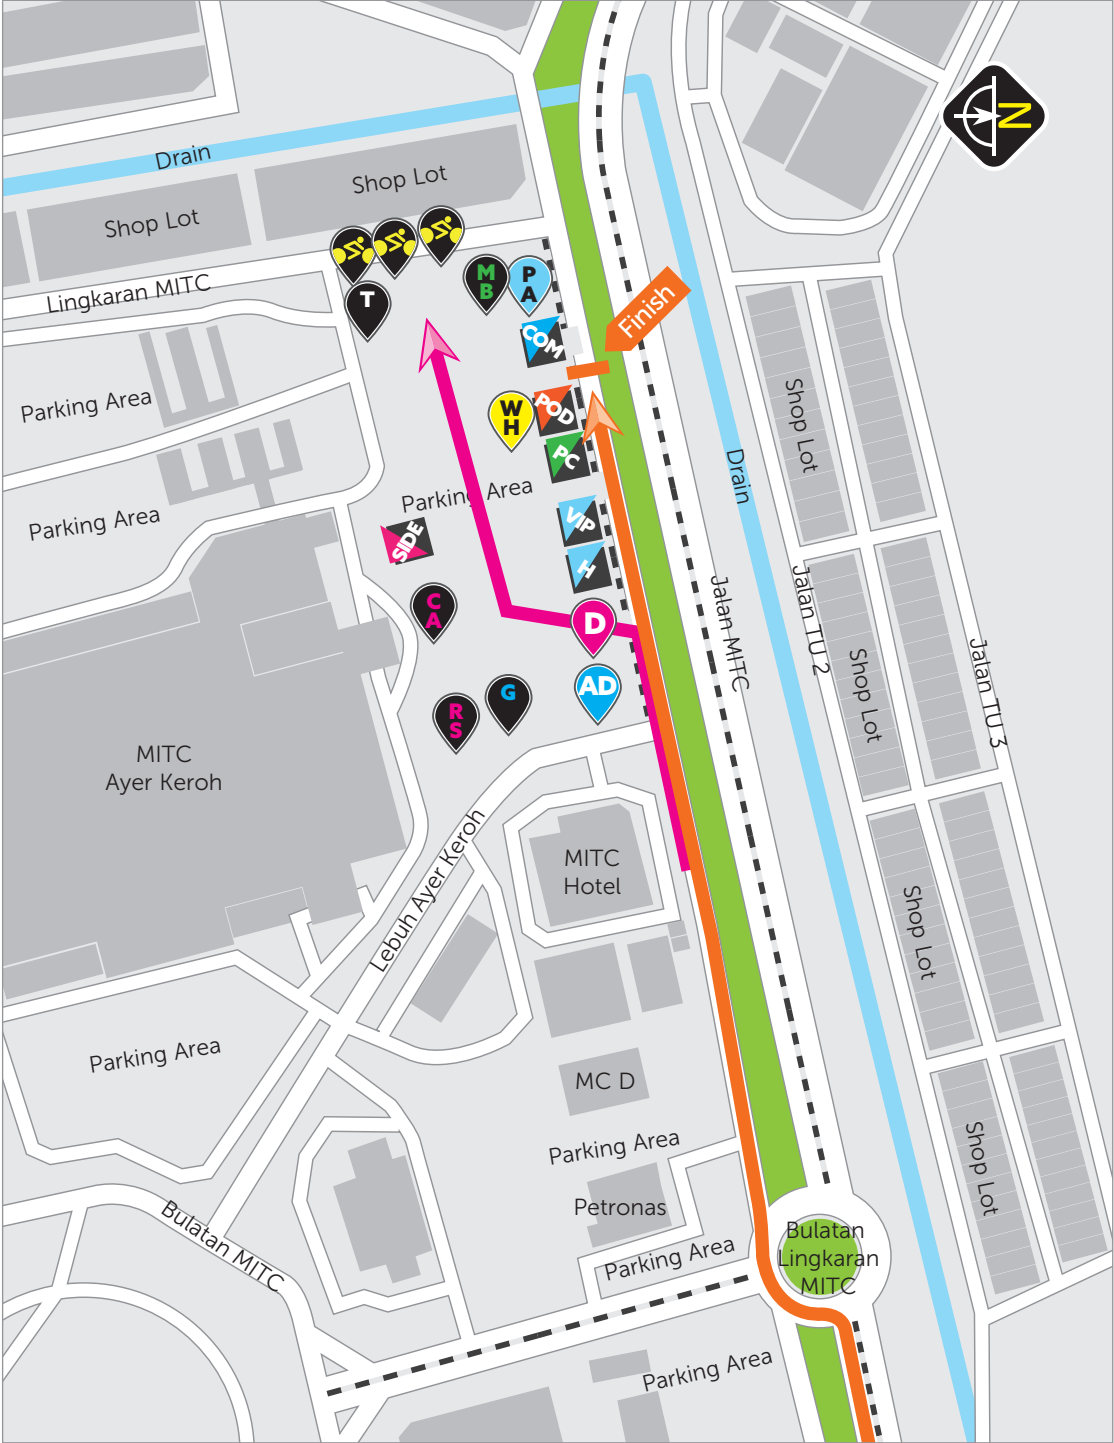 N
Drain
Shop Lot
Shop Lot
Lingkaran MITC
T
M
B
P
A
COM
Finish
Parking Area
W
H
POD
PC
Shop Lot
Drain
Parking Area
Parking Area
VIP
SIDE
H
C
A
D
Jalan MITC
Jalan TU 2
Shop Lot
Jalan TU 3
R
S
G
AD
MITC
Ayer Keroh
Lebuh Ayer Keroh
MITC
Hotel
Shop Lot
Parking Area
MC D
Parking Area
Shop Lot
Petronas
Bulatan MITC
Parking Area
Bulatan
Lingkaran
MITC
Parking Area